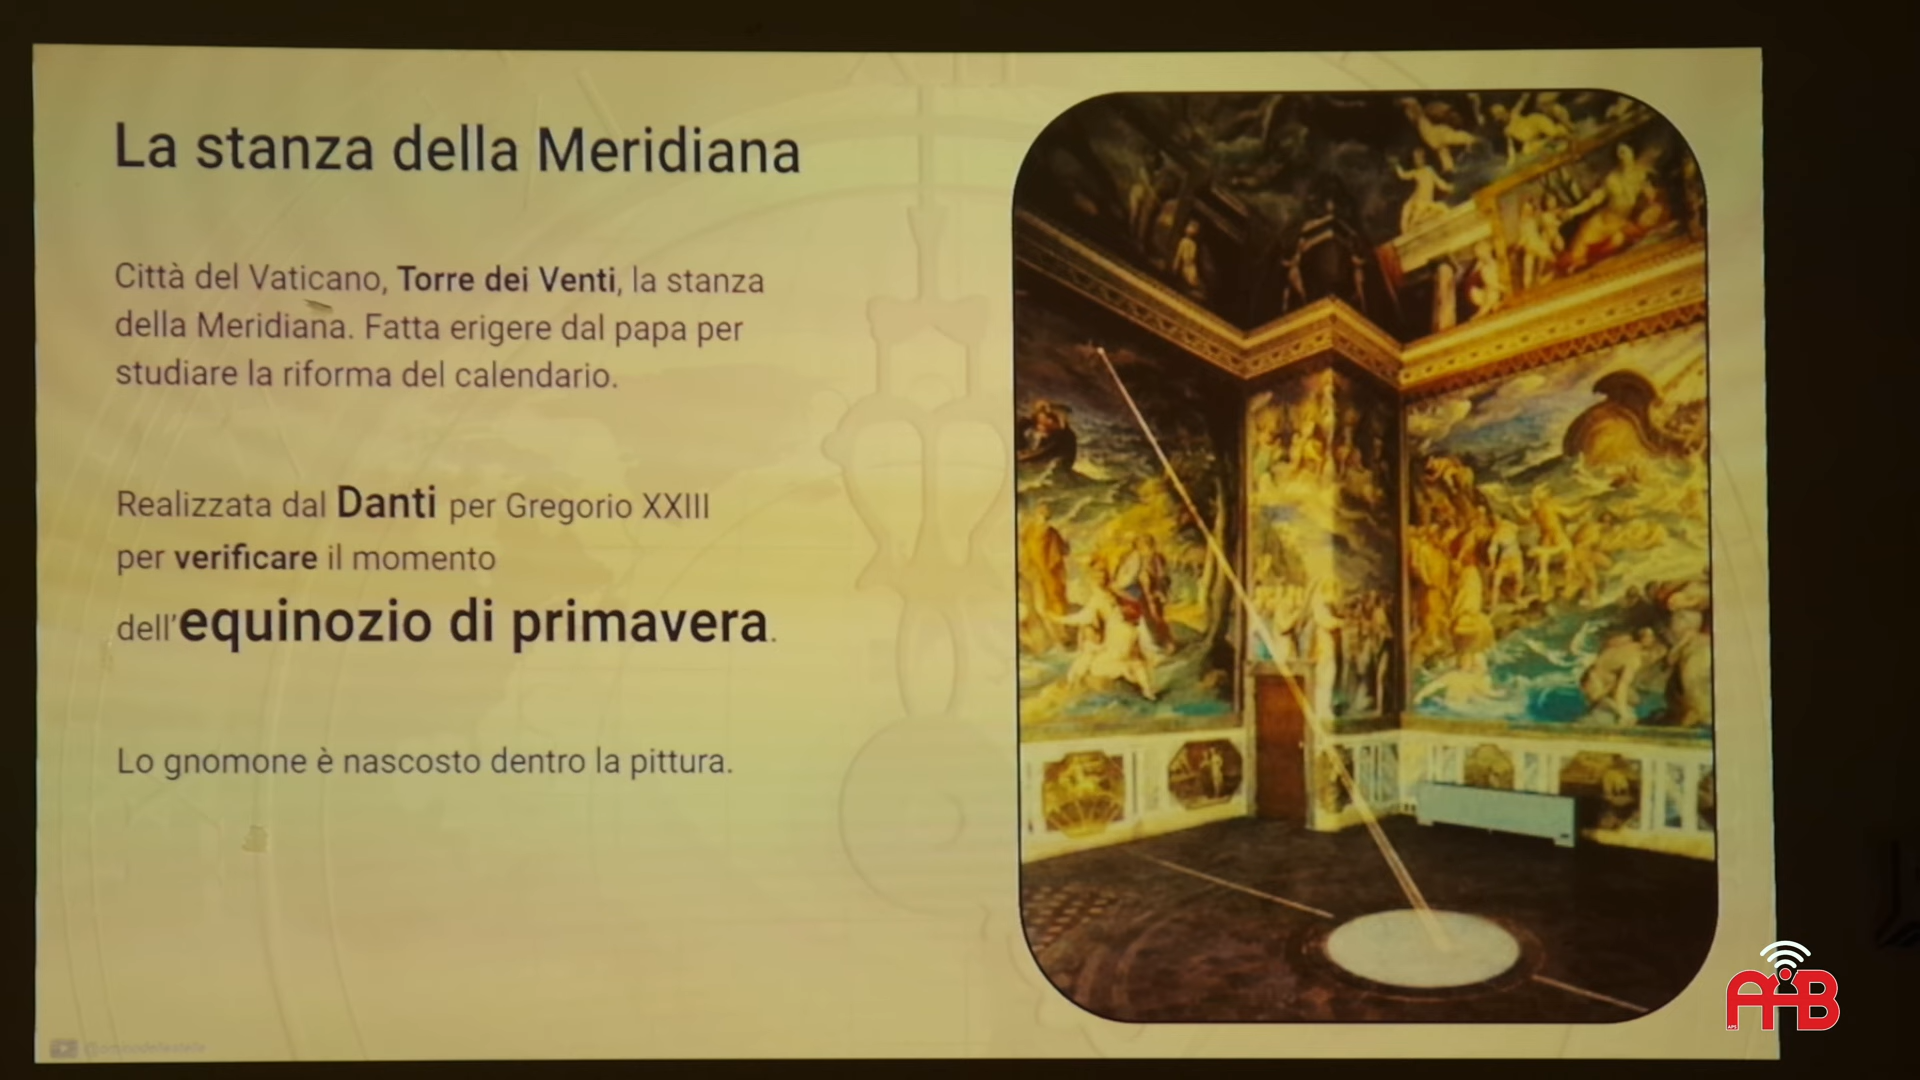 La stanza della Meridiana
Città del Vaticano, Torre dei Venti, la stanza
della Meridiana. Fatta erigere dal papa per
studiare la riforma del calendario.
Realizzata dal Danti per Gregorio XXIII
per verificare il momento
dell'equinozio di primavera.
Lo gnomone è nascosto dentro la pittura.
AIB
APS